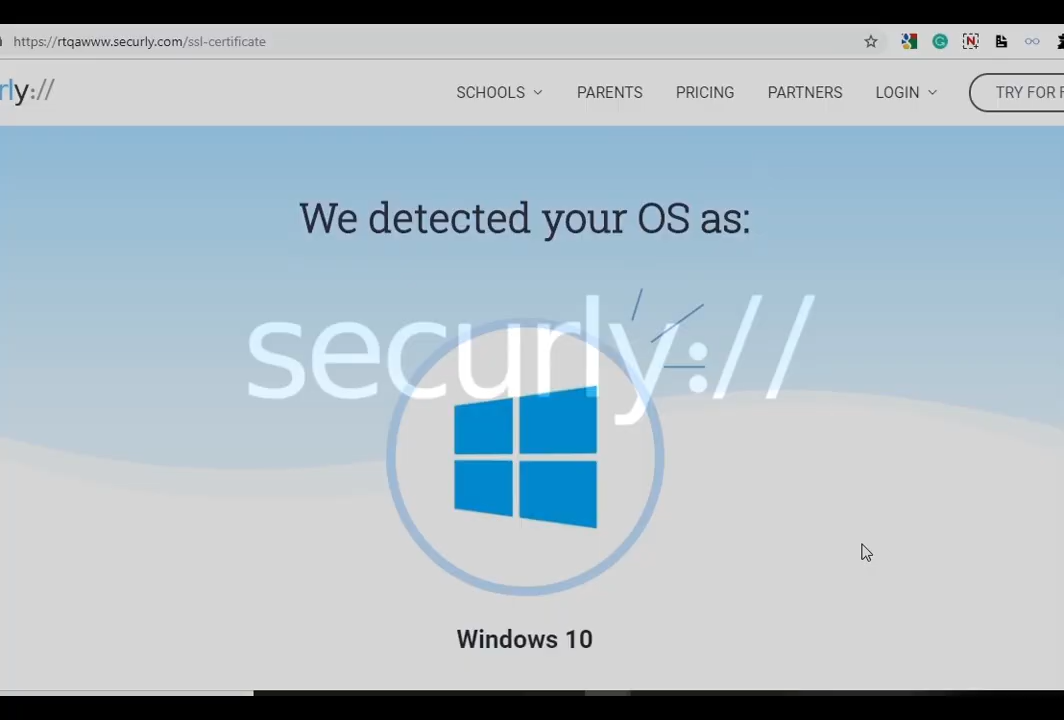 https://rtqawww.securly.com/ssl-certificate
rly://
SCHOOLS PARENTS PRICING PARTNERS LOGIN TRY FOR F
We detected your OS as:
securly://
Windows 10